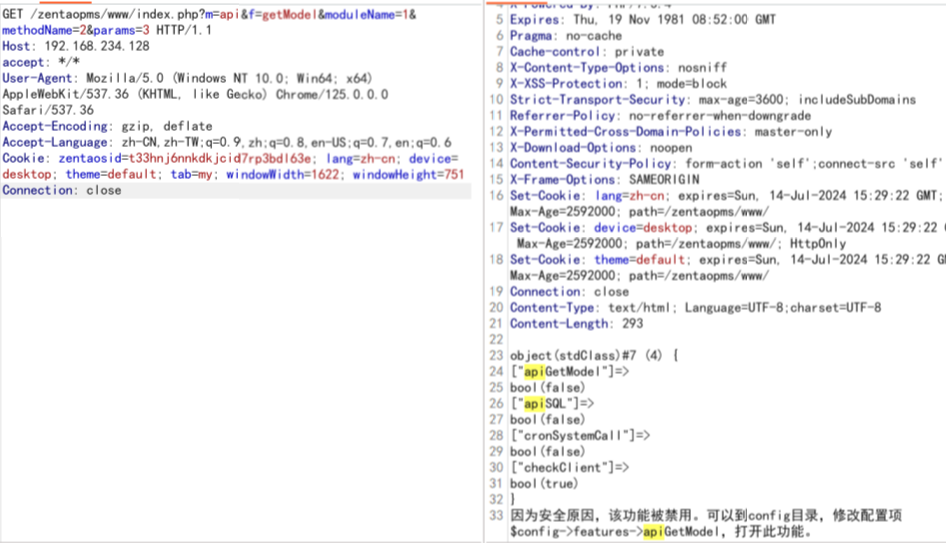 GET /zentaopms/www/index.php?m=api&f=getModel&moduleName=1&
methodName=2&params=3 HTTP/1.1
Host: 192.168.234.128
accept: */*
User-Agent: Mozilla/5.0 (Windows NT 10.0; Win64; x64)
AppleWebKit/537.36 (KHTML, like Gecko) Chrome/125.0.0.0
Safari/537.36
Accept-Encoding: gzip, deflate
Accept-Language: zh-CN,zh-TW;q=0.9,zh;q=0.8,en-US;q=0.7,en;q=0.6
Cookie: zentaosid=t33hnj6nnkdkjcid7rp3bdl63e; lang=zh-cn; device=
desktop; theme=default; tab=my; windowWidth=1622; windowHeight=751
Connection: close
5 Expires: Thu, 19 Nov 1981 08:52:00 GMT
6 Pragma: no-cache
7 Cache-control: private
8 X-Content-Type-Options: nosniff
9 X-XSS-Protection: 1; mode=block
10 Strict-Transport-Security: max-age=3600; includeSubDomains
11 Referrer-Policy: no-referrer-when-downgrade
12 X-Permitted-Cross-Domain-Policies: master-only
13 X-Download-Options: noopen
14 Content-Security-Policy: form-action 'self';connect-src 'self'
15 X-Frame-Options: SAMEORIGIN
16 Set-Cookie: lang=zh-cn; expires=Sun, 14-Jul-2024 15:29:22 GMT;
Max-Age=2592000; path=/zentaopms/www/
17 Set-Cookie: device=desktop; expires=Sun, 14-Jul-2024 15:29:22
Max-Age=2592000; path=/zentaopms/www/; HttpOnly
18 Set-Cookie: theme=default; expires=Sun, 14-Jul-2024 15:29:22
Max-Age=2592000; path=/zentaopms/www/
19 Connection: close
20 Content-Type: text/html; Language=UTF-8;charset=UTF-8
21 Content-Length: 293
22
23 object(stdClass)#7 (4) {
24 ["apiGetModel"]=>
25 bool(false)
26 ["apiSQL"]=>
27 bool(false)
28 ["cronSystemCall"]=>
29 bool(false)
30 ["checkClient"]=>
31 bool(true)
32 }
33 因为安全原因，该功能被禁用。可以到config目录，修改配置项
$config->features->apiGetModel，打开此功能。